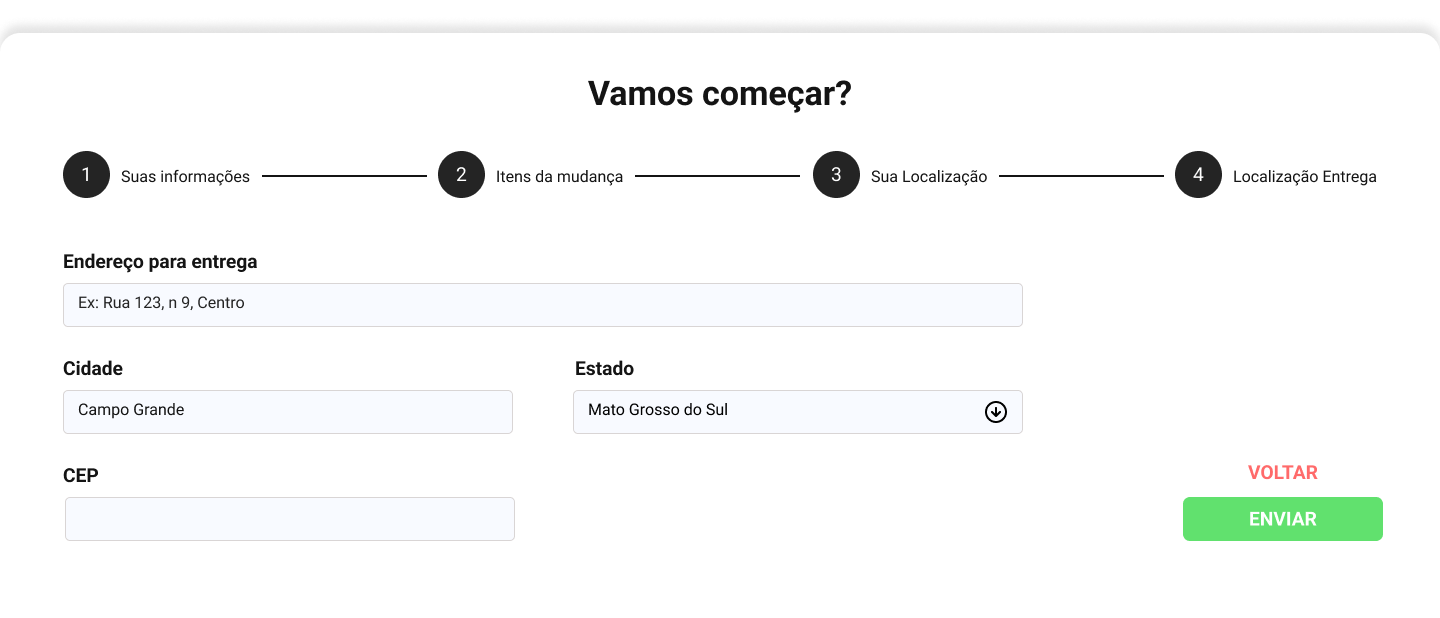 Vamos começar?
1 Suas informações 2 Itens da mudança 3 Sua Localização 4 Localização Entrega
Endereço para entrega
Ex: Rua 123, n 9, Centro
Cidade Estado
Campo Grande Mato Grosso do Sul
CEP
VOLTAR
ENVIAR